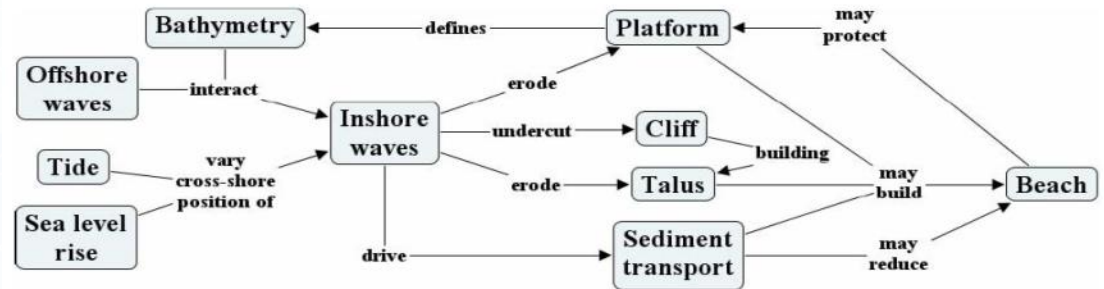 Bathymetry
defines
Platform
may
protect
Offshore
waves
interact
erode
Inshore
waves
undercut
Cliff
Tide
vary
cross-shore
position of
building
erode
Talus
may
build
Beach
Sea level
rise
drive
Sediment
transport
may
reduce